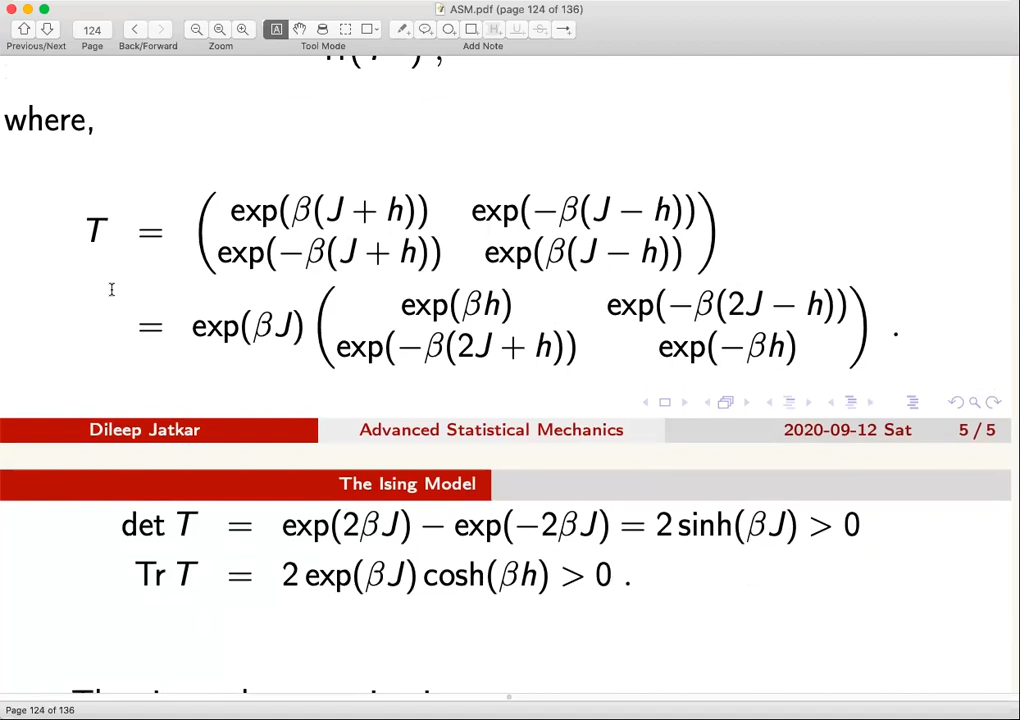 ASM.pdf (page 124 of 136)
124
Previous/Next Page Back/Forward Zoom Tool Mode Add Note
where,
T = ( exp(β(J + h)) exp(−β(J − h))
exp(−β(J + h)) exp(β(J − h)) )
= exp(βJ) ( exp(βh) exp(−β(2J − h))
exp(−β(2J + h)) exp(−βh) ) .
Dileep Jatkar Advanced Statistical Mechanics 2020-09-12 Sat 5 / 5
The Ising Model
det T = exp(2βJ) − exp(−2βJ) = 2 sinh(βJ) > 0
Tr T = 2 exp(βJ) cosh(βh) > 0 .
Page 124 of 136